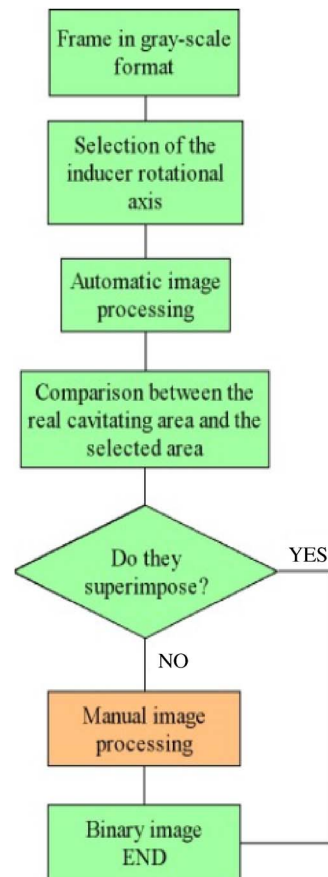 Frame in gray-scale
format
Selection of the
inducer rotational
axis
Automatic image
processing
Comparison between the
real cavitating area and the
selected area
Do they
superimpose?
YES
NO
Manual image
processing
Binary image
END